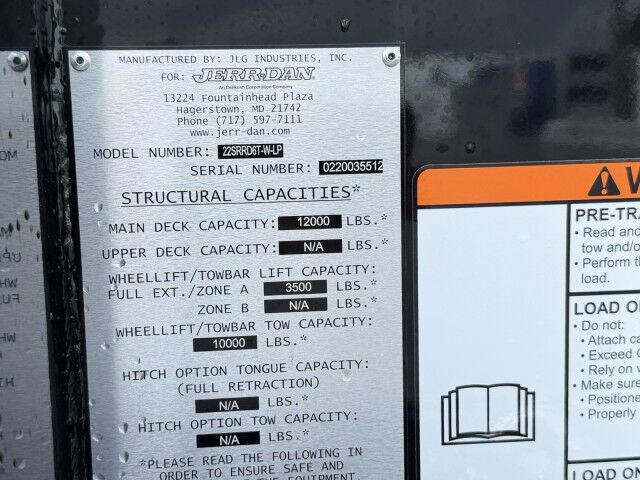 MANUFACTURED BY: JLG INDUSTRIES, INC.
FOR: JERR-DAN
An Oshkosh Corporation Company
13224 Fountainhead Plaza
Hagerstown, MD 21742
Phone (717) 597-7111
www.jerr-dan.com
MODEL NUMBER: 22SRRD6T-W-LP
SERIAL NUMBER: 0220035512
STRUCTURAL CAPACITIES*
MAIN DECK CAPACITY: 12000 LBS.*
UPPER DECK CAPACITY: N/A LBS.*
WHEELLIFT/TOWBAR LIFT CAPACITY:
FULL EXT./ZONE A 3500 LBS.*
ZONE B N/A LBS.*
WHEELLIFT/TOWBAR TOW CAPACITY:
10000 LBS.*
HITCH OPTION TONGUE CAPACITY:
(FULL RETRACTION)
N/A LBS.*
HITCH OPTION TOW CAPACITY:
N/A LBS.*
*PLEASE READ THE FOLLOWING IN
ORDER TO ENSURE SAFE AND
EQUIPMENT.
W
PRE-TRA
• Read and
tow and/o
• Perform th
load.
LOAD O
• Do not:
• Attach ca
• Exceed
• Rely on
• Make sure
• Positione
• Properly
LOAD ON